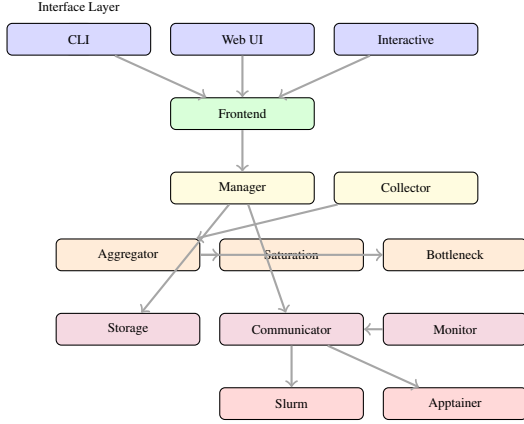 Interface Layer
CLI
Web UI
Interactive
Frontend
Manager
Collector
Aggregator
Saturation
Bottleneck
Storage
Communicator
Monitor
Slurm
Apptainer